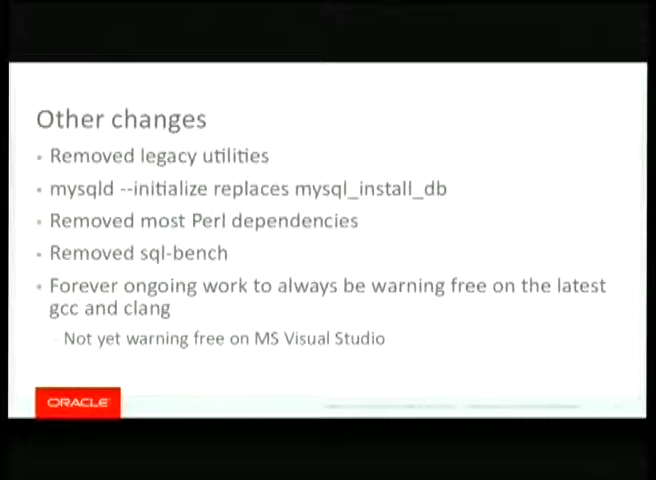 Other changes
• Removed legacy utilities
• mysqld --initialize replaces mysql_install_db
• Removed most Perl dependencies
• Removed sql-bench
• Forever ongoing work to always be warning free on the latest
gcc and clang
Not yet warning free on MS Visual Studio
ORACLE